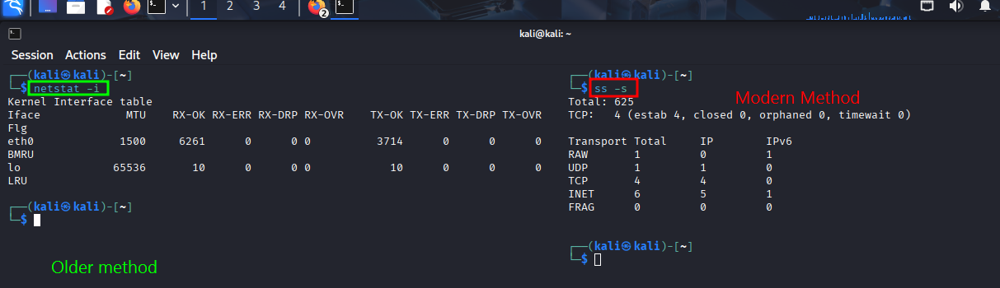 1 2 3 4 2
kali@kali: ~
Session Actions Edit View Help
┌──(kali㉿kali)-[~]
└─$ netstat -i
Kernel Interface table
Iface MTU RX-OK RX-ERR RX-DRP RX-OVR TX-OK TX-ERR TX-DRP TX-OVR
Flg
eth0 1500 6261 0 0 0 3714 0 0 0
BMRU
lo 65536 10 0 0 0 10 0 0 0
LRU
┌──(kali㉿kali)-[~]
└─$
Older method
┌──(kali㉿kali)-[~]
└─$ ss -s
Modern Method
Total: 625
TCP: 4 (estab 4, closed 0, orphaned 0, timewait 0)
Transport Total IP IPv6
RAW 1 0 1
UDP 1 1 0
TCP 4 4 0
INET 6 5 1
FRAG 0 0 0
┌──(kali㉿kali)-[~]
└─$